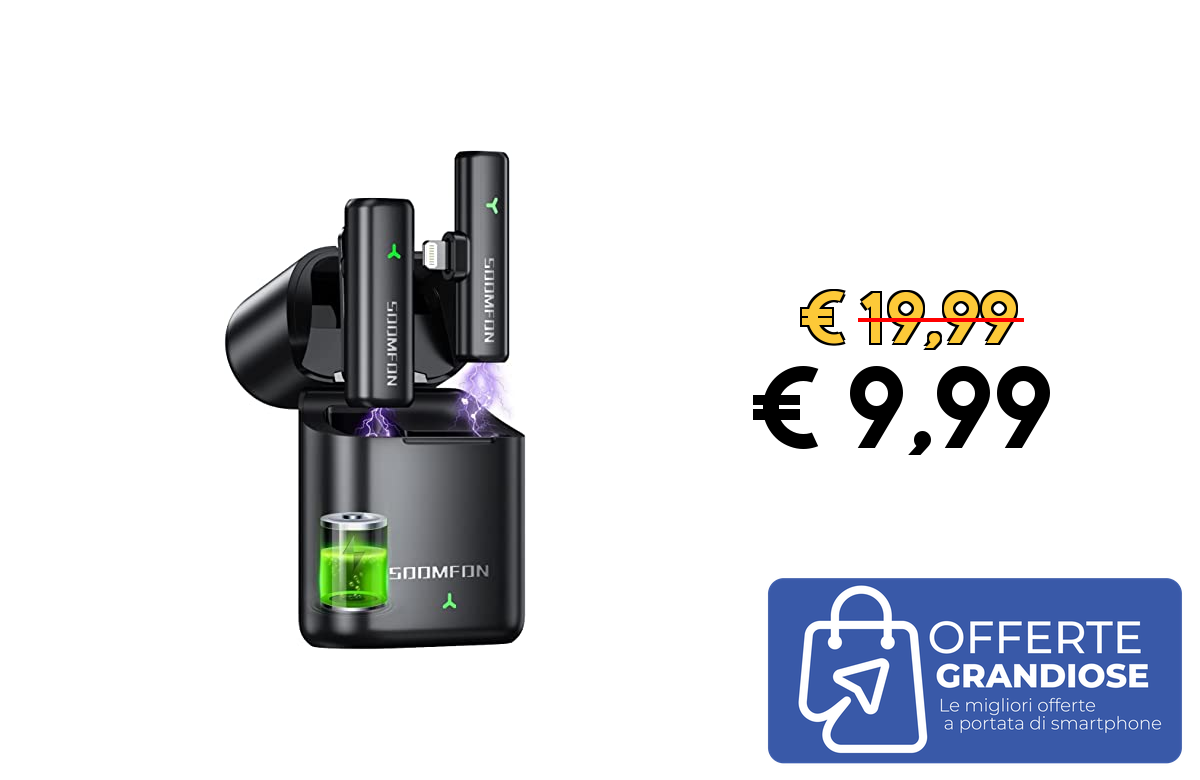 SOOMFON
SOOMFON
SOOMFON
€ 19,99
€ 9,99
OFFERTE
GRANDIOSE
Le migliori offerte
a portata di smartphone